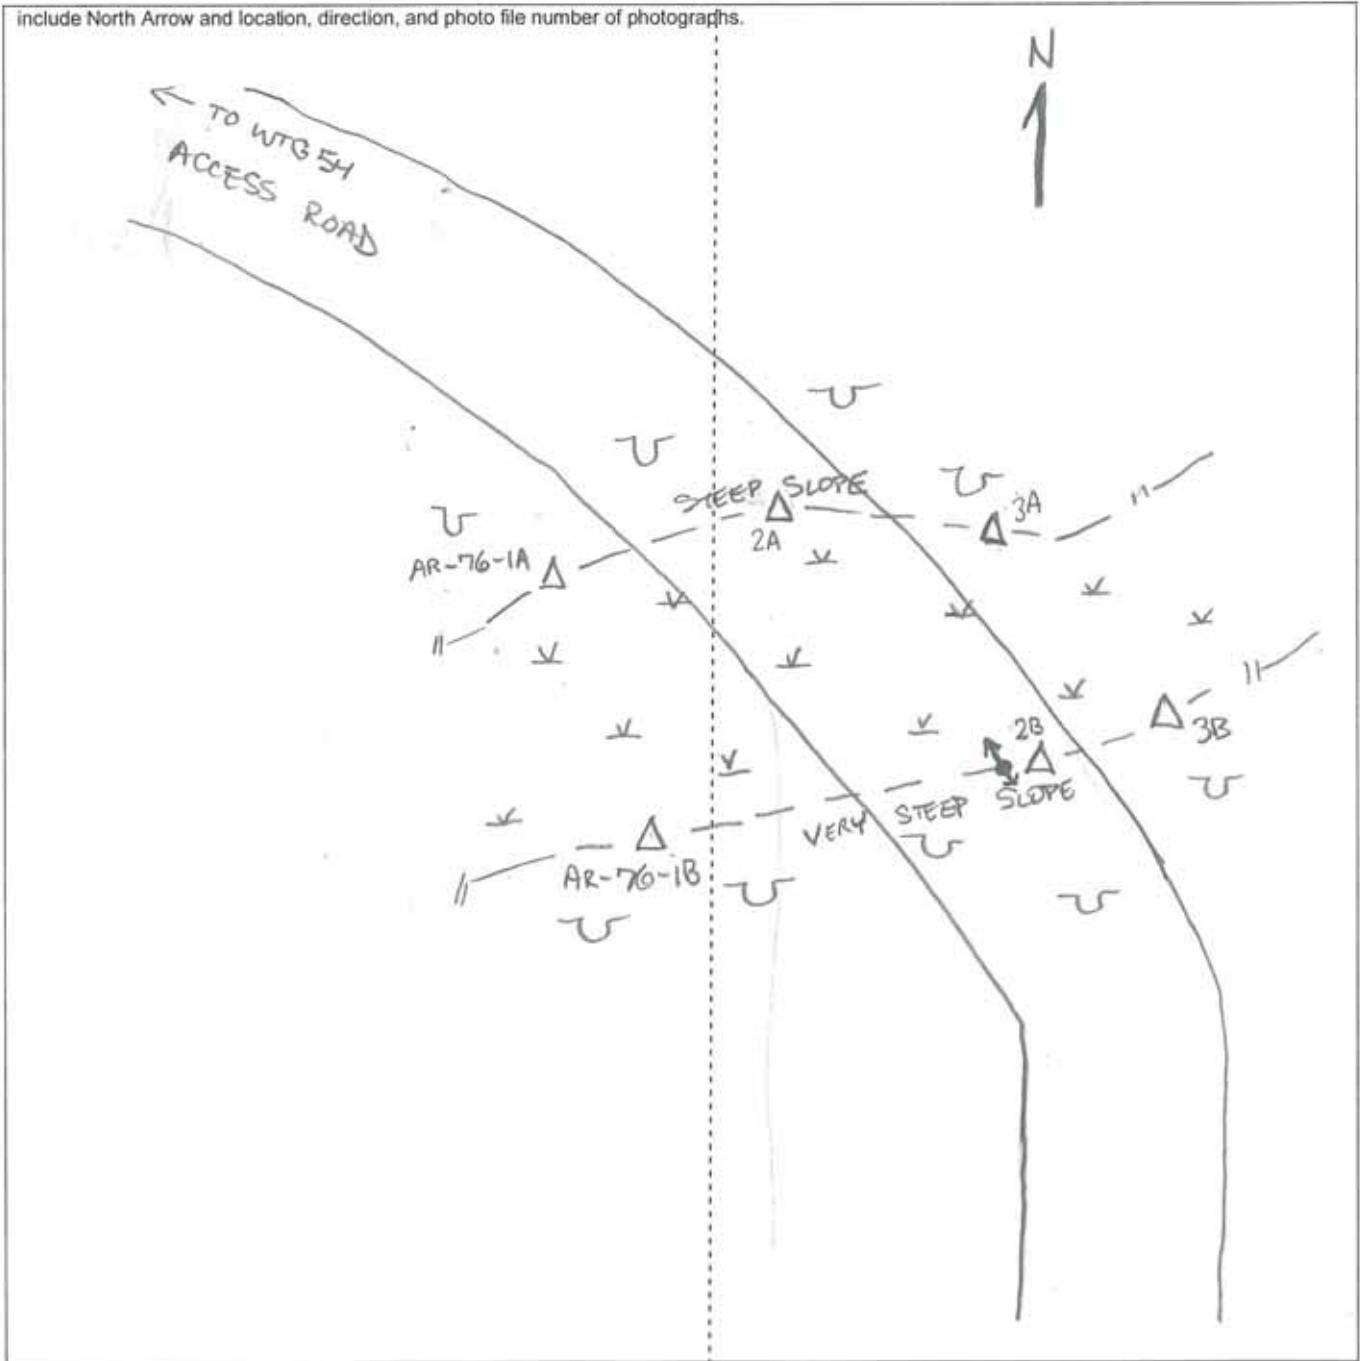 include North Arrow and location, direction, and photo file number of photographs.
N
← TO WTG 54
ACCESS ROAD
STEEP SLOPE
3A
2A
AR-76-1A
2B
3B
VERY STEEP SLOPE
AR-76-1B